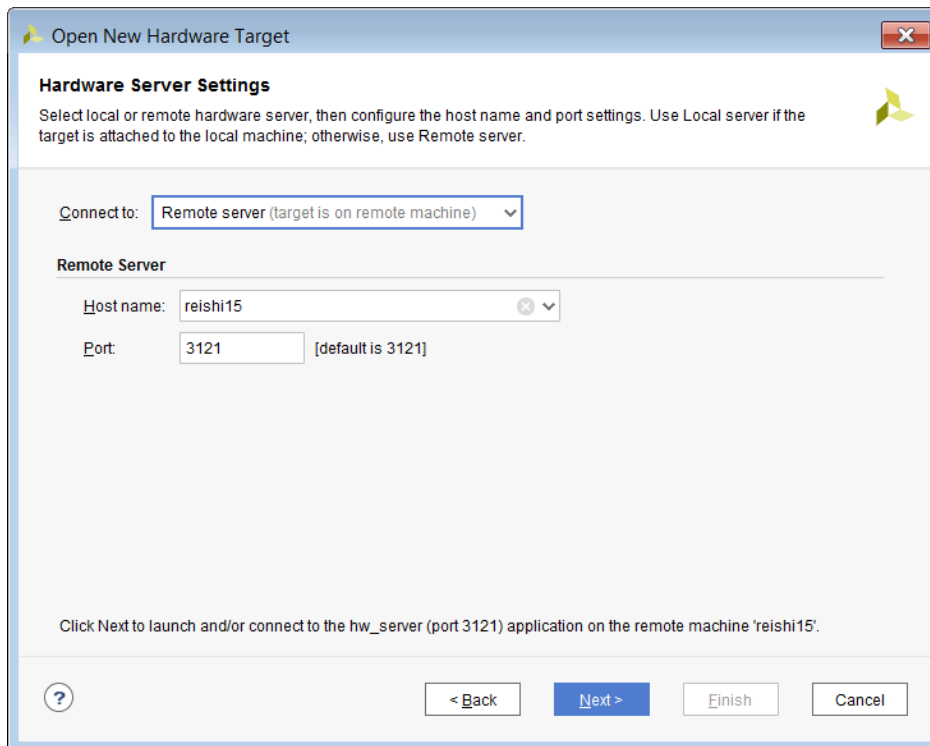 Open New Hardware Target
Hardware Server Settings
Select local or remote hardware server, then configure the host name and port settings. Use Local server if the
target is attached to the local machine; otherwise, use Remote server.
Connect to: Remote server (target is on remote machine)
Remote Server
Host name: reishi15
Port: 3121 [default is 3121]
Click Next to launch and/or connect to the hw_server (port 3121) application on the remote machine 'reishi15'.
? < Back Next > Finish Cancel